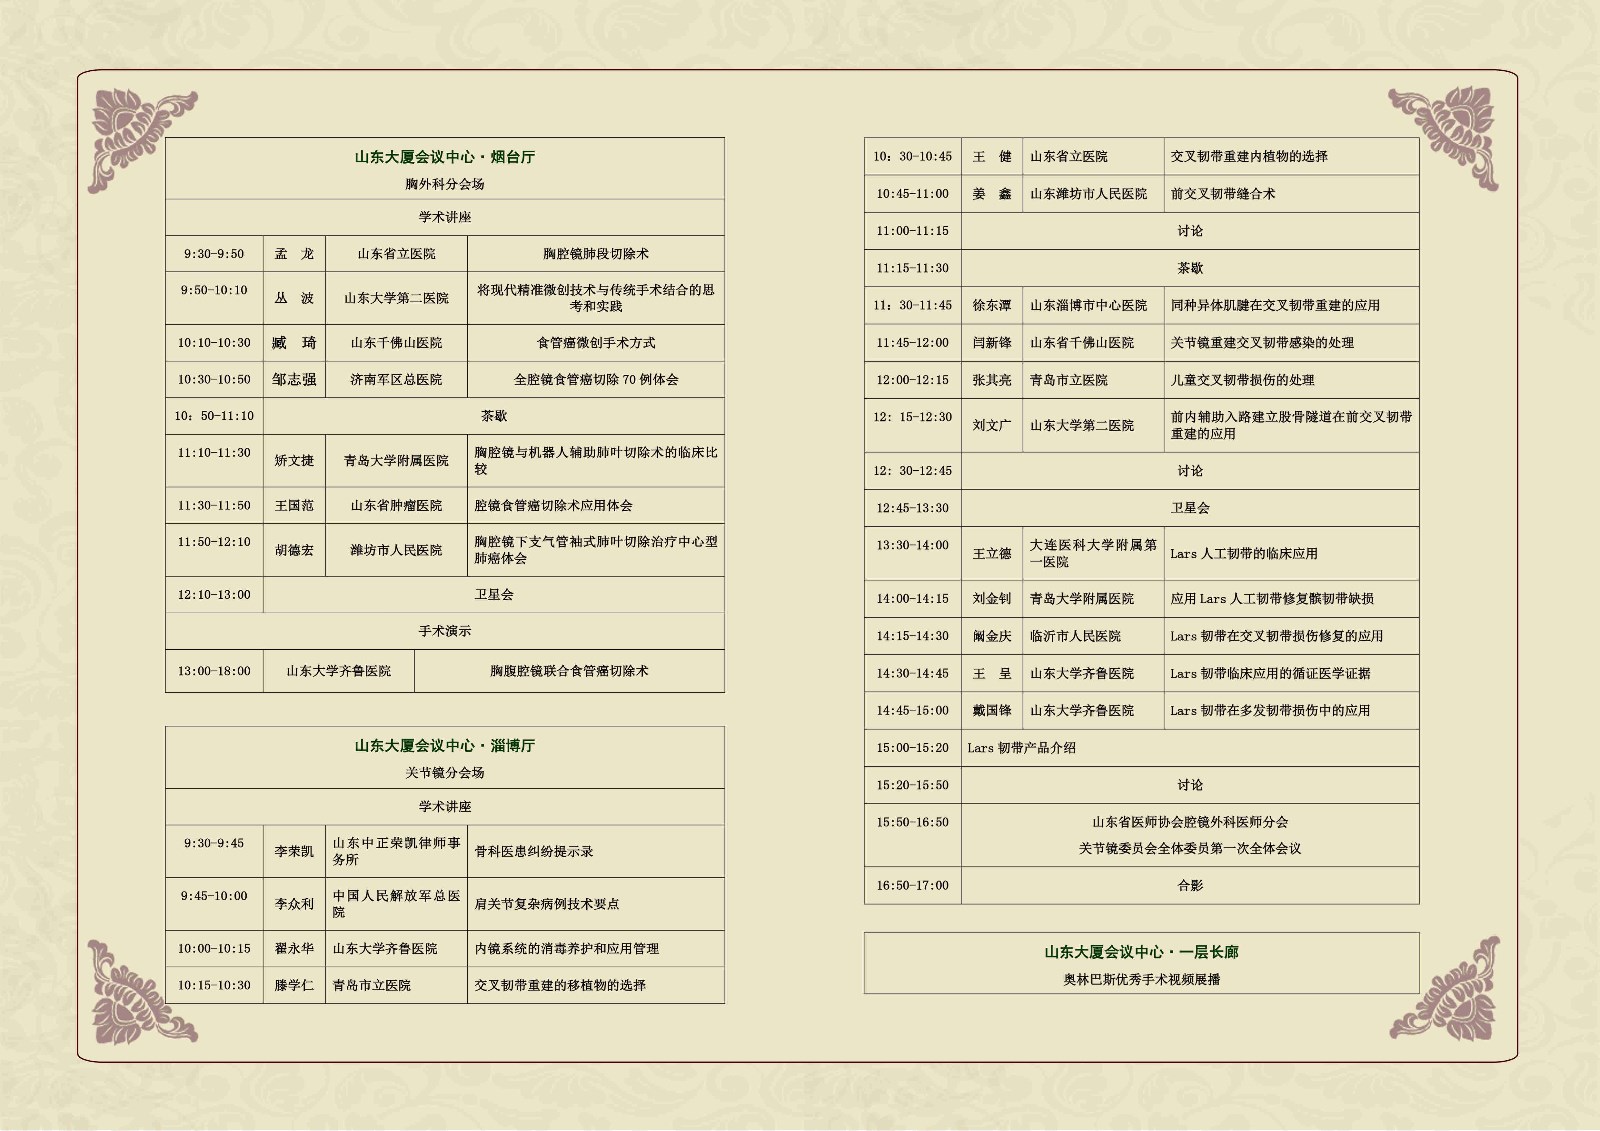 山东大厦会议中心·烟台厅
胸外科分会场
学术讲座
9:30-9:50 孟 龙 山东省立医院 胸腔镜肺段切除术
9:50-10:10 丛 波 山东大学第二医院 将现代精准微创技术与传统手术结合的思
考和实践
10:10-10:30 臧 琦 山东千佛山医院 食管癌微创手术方式
10:30-10:50 邹志强 济南军区总医院 全腔镜食管癌切除 70 例体会
10: 50-11:10 茶歇
11:10-11:30 矫文捷 青岛大学附属医院 胸腔镜与机器人辅助肺叶切除术的临床比
较
11:30-11:50 王国范 山东省肿瘤医院 腔镜食管癌切除术应用体会
11:50-12:10 胡德宏 潍坊市人民医院 胸腔镜下支气管袖式肺叶切除治疗中心型
肺癌体会
12:10-13:00 卫星会
手术演示
13:00-18:00 山东大学齐鲁医院 胸腹腔镜联合食管癌切除术
山东大厦会议中心·淄博厅
关节镜分会场
学术讲座
9:30-9:45 李荣凯 山东中正荣凯律师事
务所 骨科医患纠纷提示录
9:45-10:00 李众利 中国人民解放军总医
院 肩关节复杂病例技术要点
10:00-10:15 翟永华 山东大学齐鲁医院 内镜系统的消毒养护和应用管理
10:15-10:30 滕学仁 青岛市立医院 交叉韧带重建的移植物的选择
10: 30-10:45 王 健 山东省立医院 交叉韧带重建内植物的选择
10:45-11:00 姜 鑫 山东潍坊市人民医院 前交叉韧带缝合术
11:00-11:15 讨论
11:15-11:30 茶歇
11: 30-11:45 徐东潭 山东淄博市中心医院 同种异体肌腱在交叉韧带重建的应用
11:45-12:00 闫新锋 山东省千佛山医院 关节镜重建交叉韧带感染的处理
12:00-12:15 张其亮 青岛市立医院 儿童交叉韧带损伤的处理
12: 15-12:30 刘文广 山东大学第二医院 前内辅助入路建立股骨隧道在前交叉韧带
重建的应用
12: 30-12:45 讨论
12:45-13:30 卫星会
13:30-14:00 王立德 大连医科大学附属第
一医院 Lars 人工韧带的临床应用
14:00-14:15 刘金钊 青岛大学附属医院 应用 Lars 人工韧带修复髌韧带缺损
14:15-14:30 阚金庆 临沂市人民医院 Lars 韧带在交叉韧带损伤修复的应用
14:30-14:45 王 呈 山东大学齐鲁医院 Lars 韧带临床应用的循证医学证据
14:45-15:00 戴国锋 山东大学齐鲁医院 Lars 韧带在多发韧带损伤中的应用
15:00-15:20 Lars 韧带产品介绍
15:20-15:50 讨论
15:50-16:50 山东省医师协会腔镜外科医师分会
关节镜委员会全体委员第一次全体会议
16:50-17:00 合影
山东大厦会议中心·一层长廊
奥林巴斯优秀手术视频展播